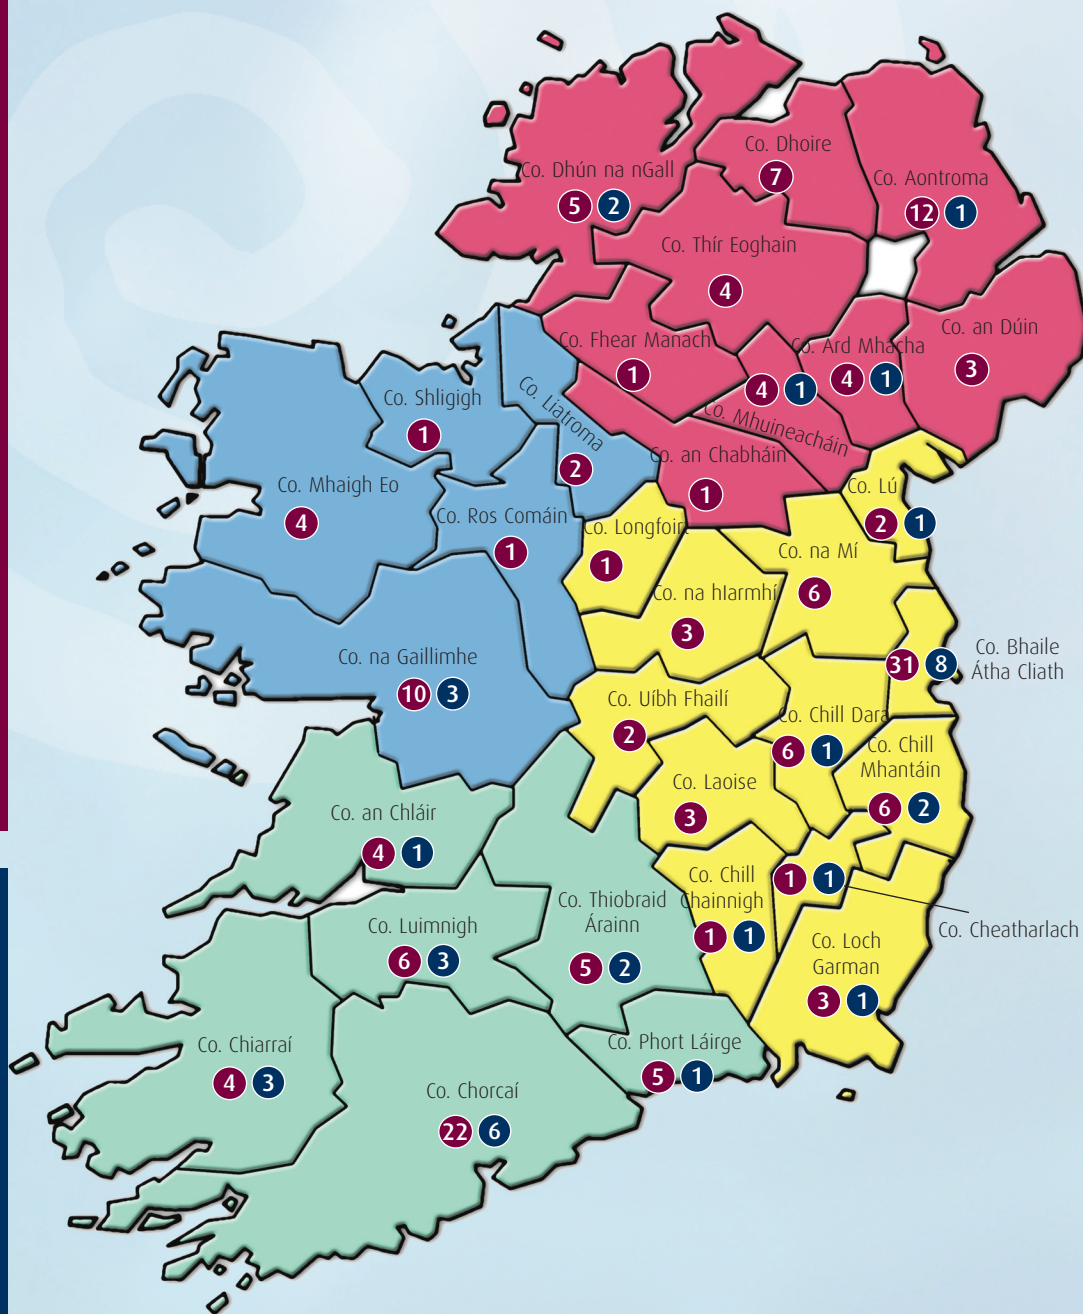 Co. Dhoire
7
Co. Dhún na nGall
5 2
Co. Aontroma
12 1
Co. Thír Eoghain
4
Co. an Dúin
3
Co. Fhear Manach
1
Co. Ard Mhacha
4 1
4 1
Co. Mhuineacháin
Co. Shligigh
1
Co. Liatroma
2
Co. an Chabháin
1
Co. Mhaigh Eo
4
Co. Lú
2 1
Co. Ros Comáin
1
Co. Longfoirt
1
Co. na Mí
6
Co. na hIarmhí
3
Co. Bhaile
Átha Cliath
31 8
Co. na Gaillimhe
10 3
Co. Uíbh Fhailí
2
Co. Chill Dara
6 1
Co. Chill
Mhantáin
6 2
Co. Laoise
3
Co. an Chláir
4 1
Co. Chill
Chainnigh
1 1
1 1
Co. Cheatharlach
Co. Thiobraid
Árainn
5 2
Co. Luimnigh
6 3
Co. Loch
Garman
3 1
Co. Chiarraí
4 3
Co. Phort Láirge
5 1
Co. Chorcaí
22 6